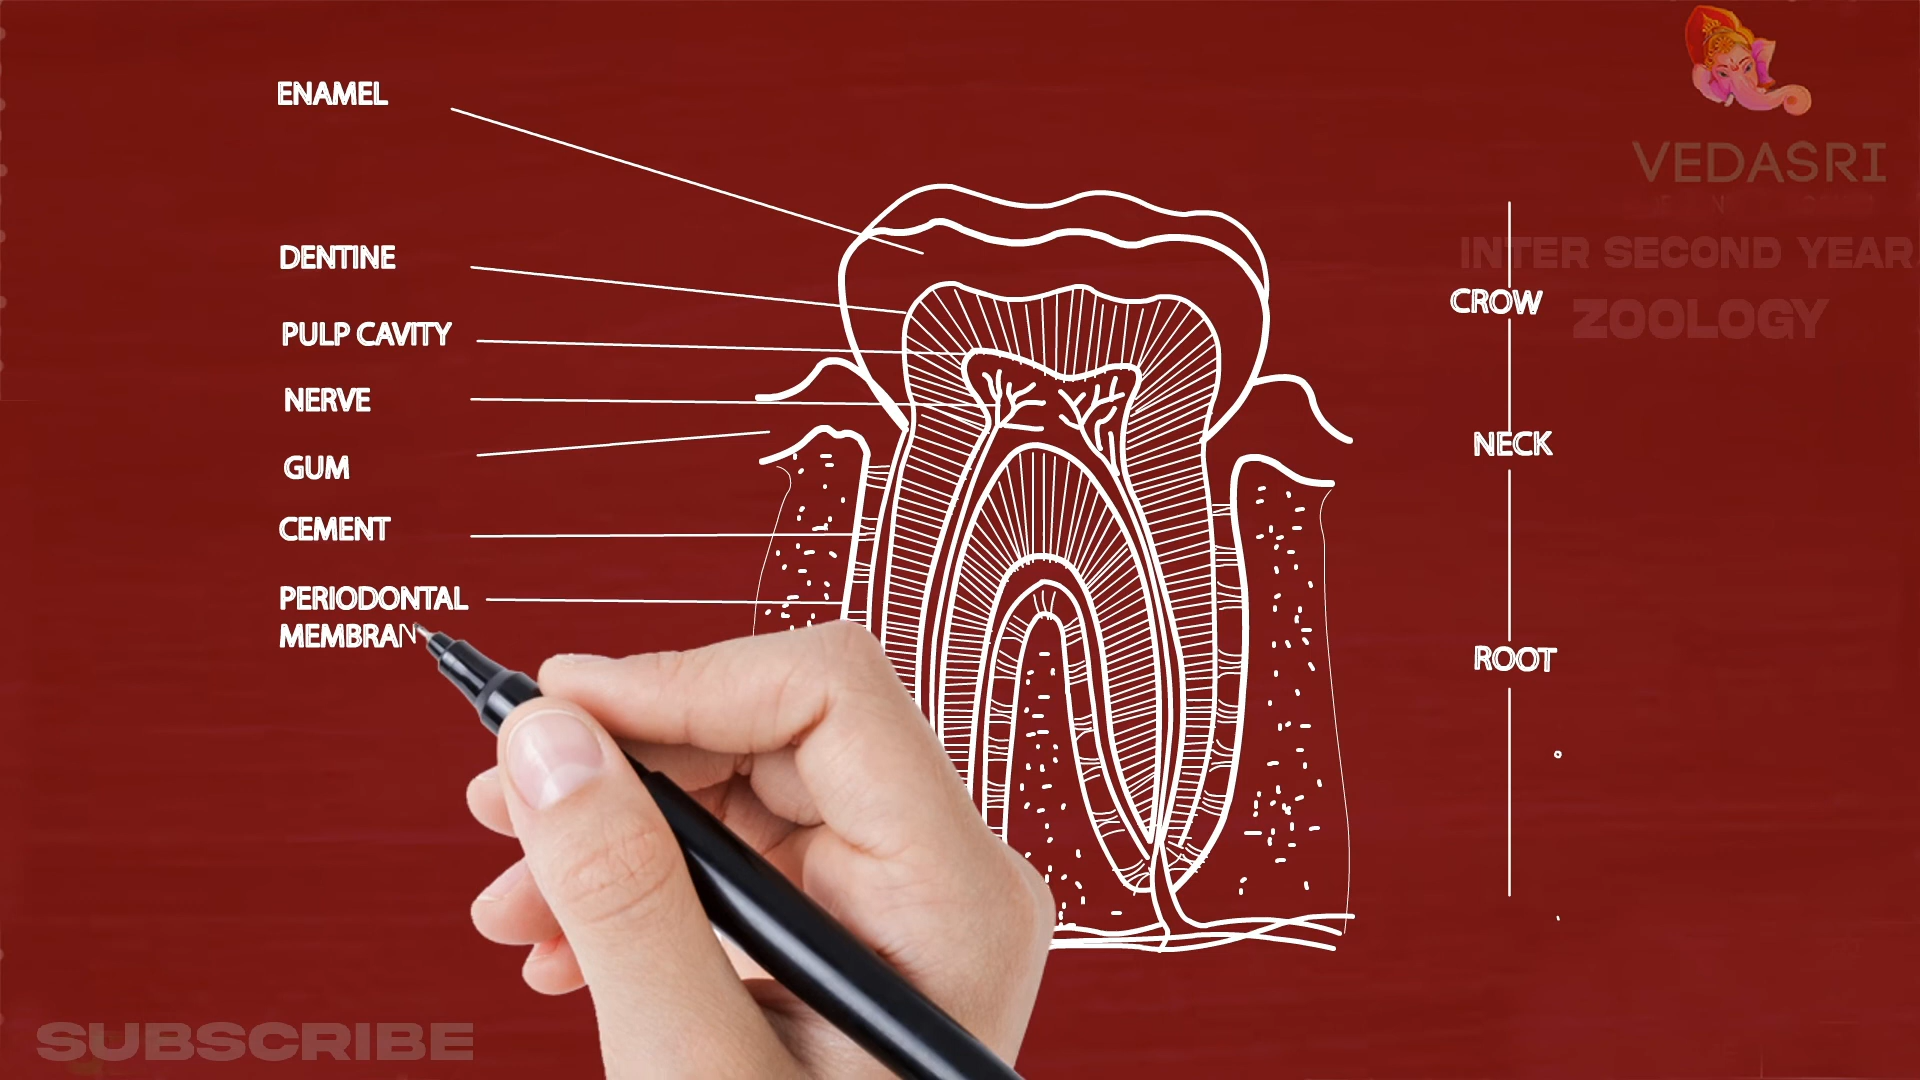 ENAMEL
DENTINE
PULP CAVITY
NERVE
GUM
CEMENT
PERIODONTAL
MEMBRAN
VEDASRI
INTER SECOND YEAR
ZOOLOGY
CROW
NECK
ROOT
SUBSCRIBE